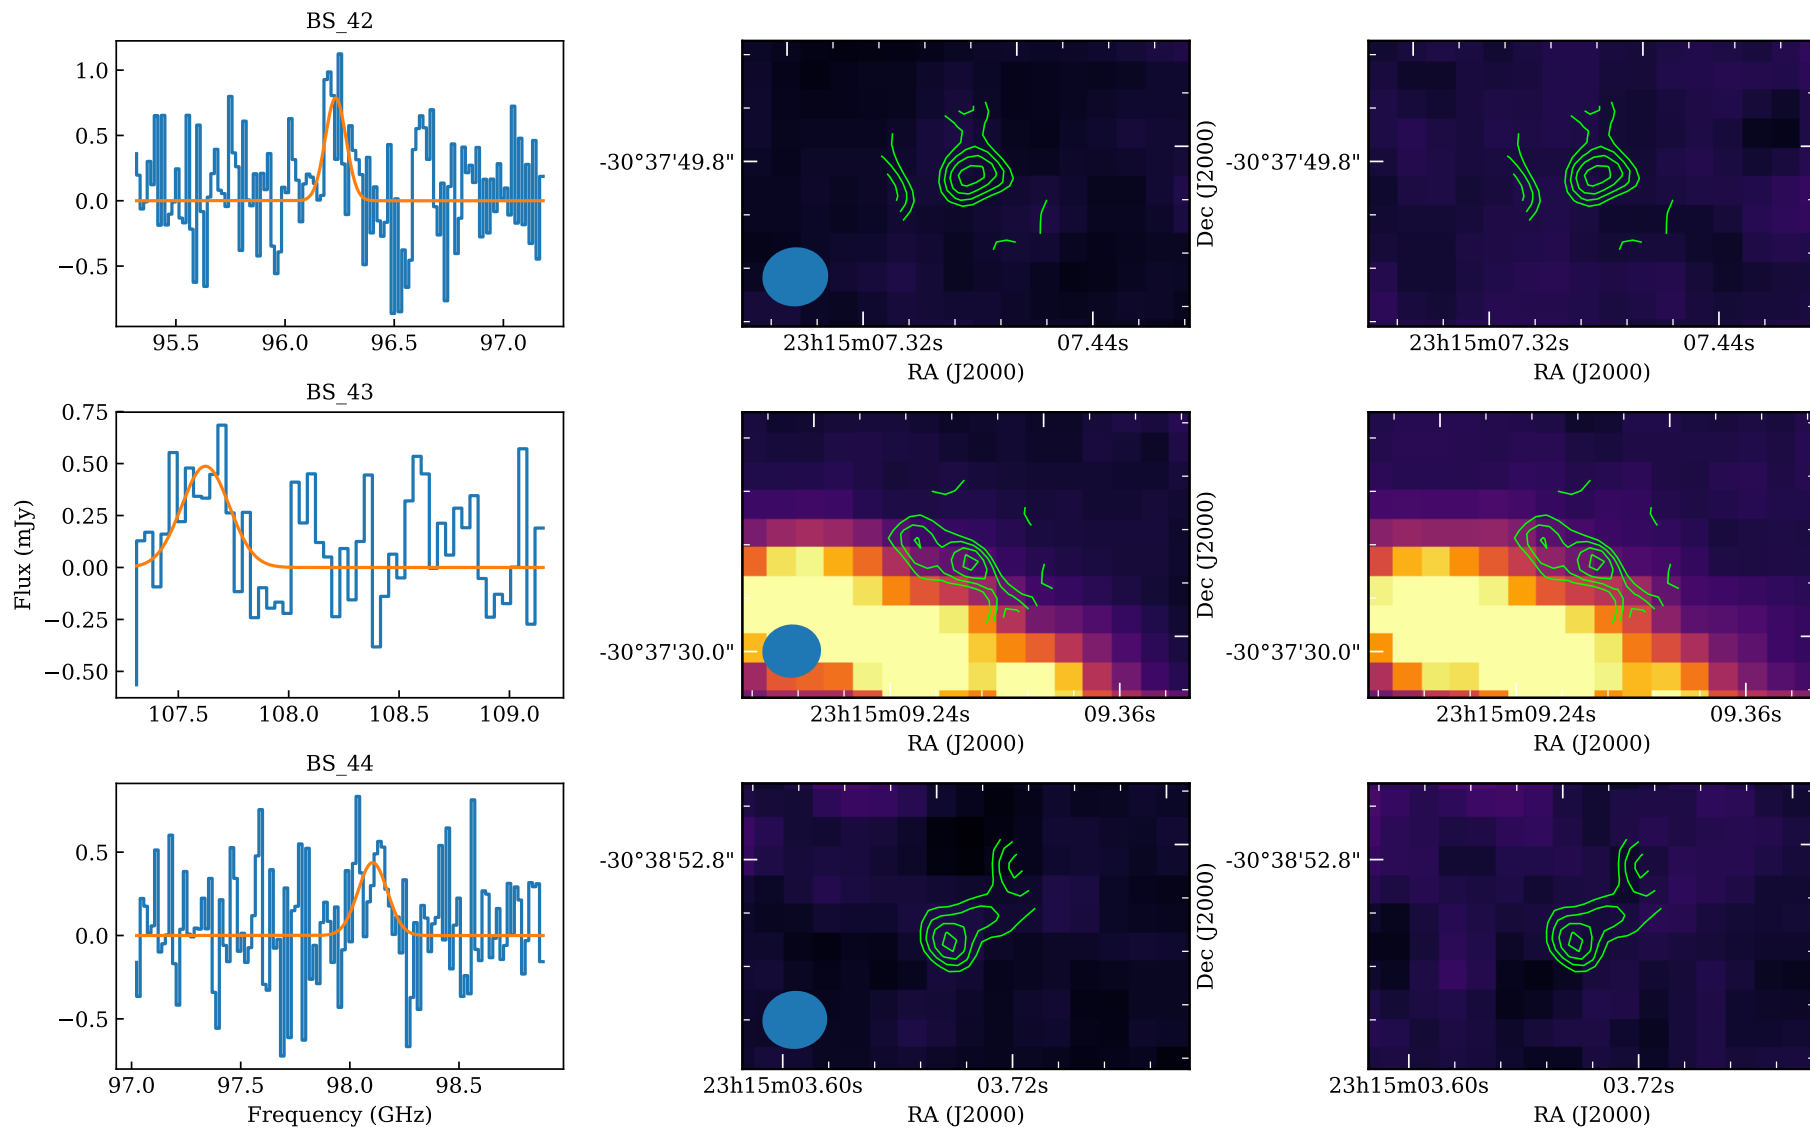 BS_42
1.0
0.5
0.0
−0.5
95.5 96.0 96.5 97.0
-30°37'49.8"
23h15m07.32s 07.44s
RA (J2000)
Dec (J2000)
-30°37'49.8"
23h15m07.32s 07.44s
RA (J2000)
BS_43
Flux (mJy)
0.75
0.50
0.25
0.00
−0.25
−0.50
107.5 108.0 108.5 109.0
-30°37'30.0"
23h15m09.24s 09.36s
RA (J2000)
Dec (J2000)
-30°37'30.0"
23h15m09.24s 09.36s
RA (J2000)
BS_44
0.5
0.0
−0.5
97.0 97.5 98.0 98.5
Frequency (GHz)
-30°38'52.8"
23h15m03.60s 03.72s
RA (J2000)
Dec (J2000)
-30°38'52.8"
23h15m03.60s 03.72s
RA (J2000)